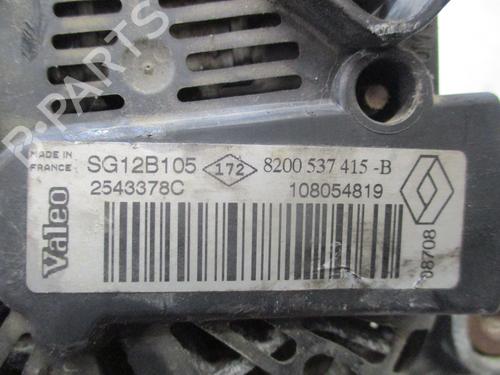 B-PARTS
MADE IN FRANCE
SG12B105 172 8200 537 415 -B
2543378C 108054819
Valeo
08708